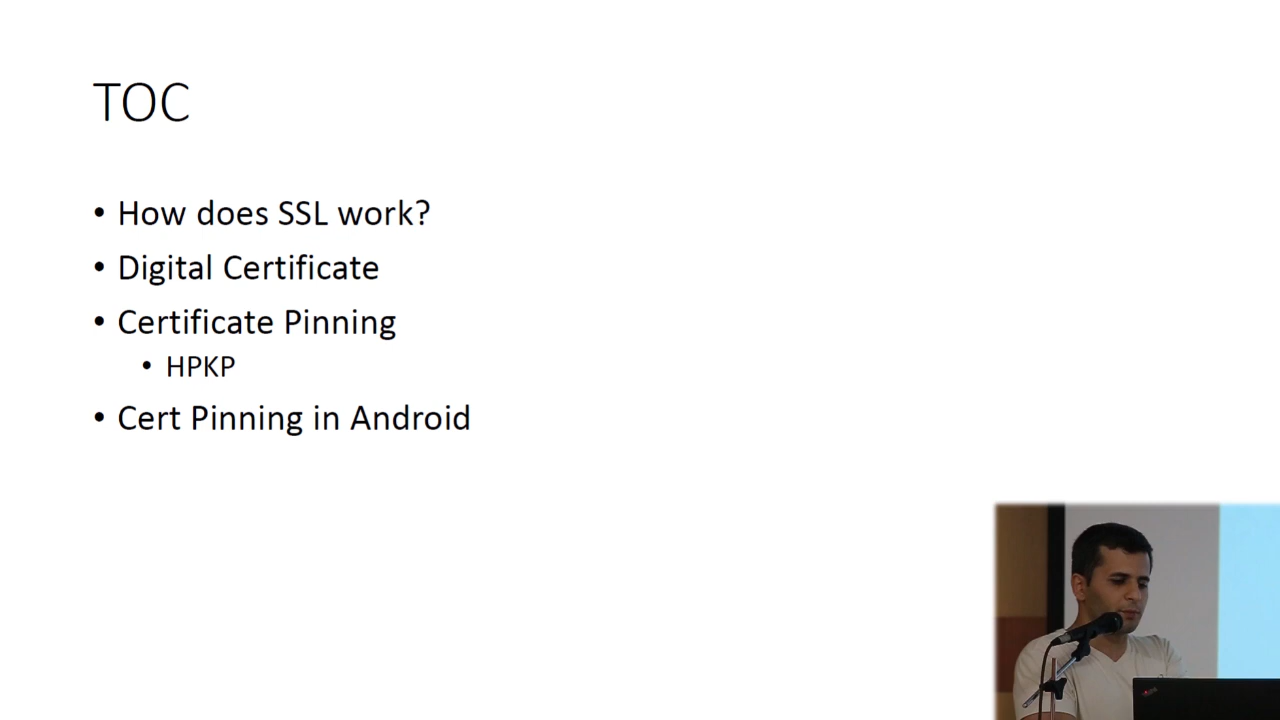 TOC
• How does SSL work?
• Digital Certificate
• Certificate Pinning
• HPKP
• Cert Pinning in Android